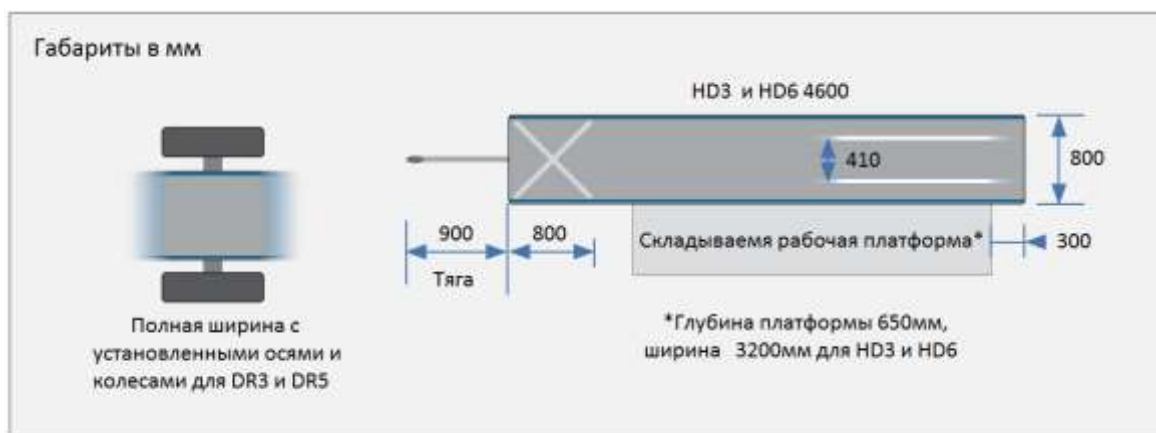 Габариты в мм
HD3 и HD6 4600
410
800
900
800
Складываемя рабочая платформа*
300
Тяга
Полная ширина с
установленными осями и
колесами для DR3 и DR5
*Глубина платформы 650мм,
ширина 3200мм для HD3 и HD6